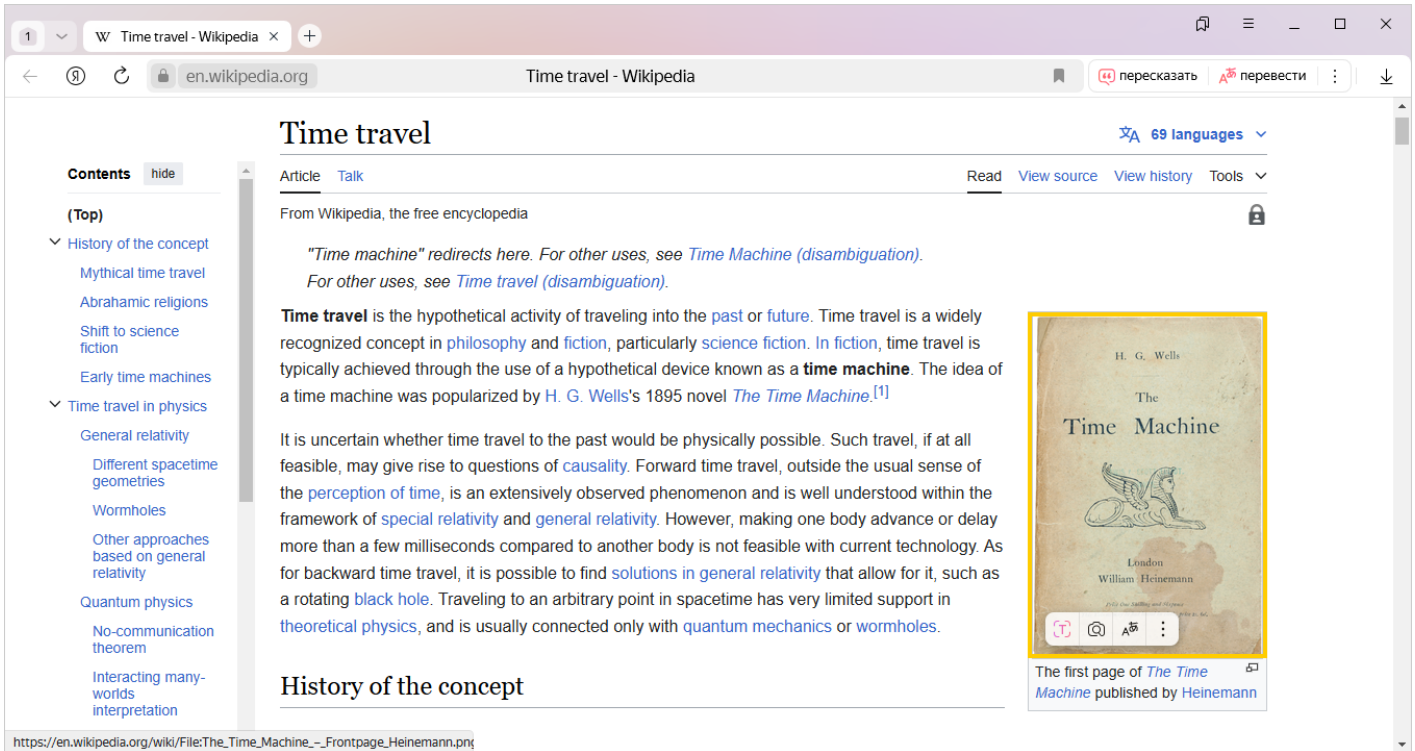 1
W Time travel - Wikipedia
en.wikipedia.org
Time travel - Wikipedia
пересказать
перевести
Time travel
69 languages
Contents hide
Article Talk
Read View source View history Tools
(Top)
History of the concept
Mythical time travel
Abrahamic religions
Shift to science
fiction
Early time machines
Time travel in physics
General relativity
Different spacetime
geometries
Wormholes
Other approaches
based on general
relativity
Quantum physics
No-communication
theorem
Interacting many-
worlds
interpretation
From Wikipedia, the free encyclopedia
"Time machine" redirects here. For other uses, see Time Machine (disambiguation).
For other uses, see Time travel (disambiguation).
Time travel is the hypothetical activity of traveling into the past or future. Time travel is a widely
recognized concept in philosophy and fiction, particularly science fiction. In fiction, time travel is
typically achieved through the use of a hypothetical device known as a time machine. The idea of
a time machine was popularized by H. G. Wells's 1895 novel The Time Machine.[1]
It is uncertain whether time travel to the past would be physically possible. Such travel, if at all
feasible, may give rise to questions of causality. Forward time travel, outside the usual sense of
the perception of time, is an extensively observed phenomenon and is well understood within the
framework of special relativity and general relativity. However, making one body advance or delay
more than a few milliseconds compared to another body is not feasible with current technology. As
for backward time travel, it is possible to find solutions in general relativity that allow for it, such as
a rotating black hole. Traveling to an arbitrary point in spacetime has very limited support in
theoretical physics, and is usually connected only with quantum mechanics or wormholes.
History of the concept
H. G. Wells
The
Time Machine
London
William Heinemann
The first page of The Time
Machine published by Heinemann
https://en.wikipedia.org/wiki/File:The_Time_Machine_-_Frontpage_Heinemann.png